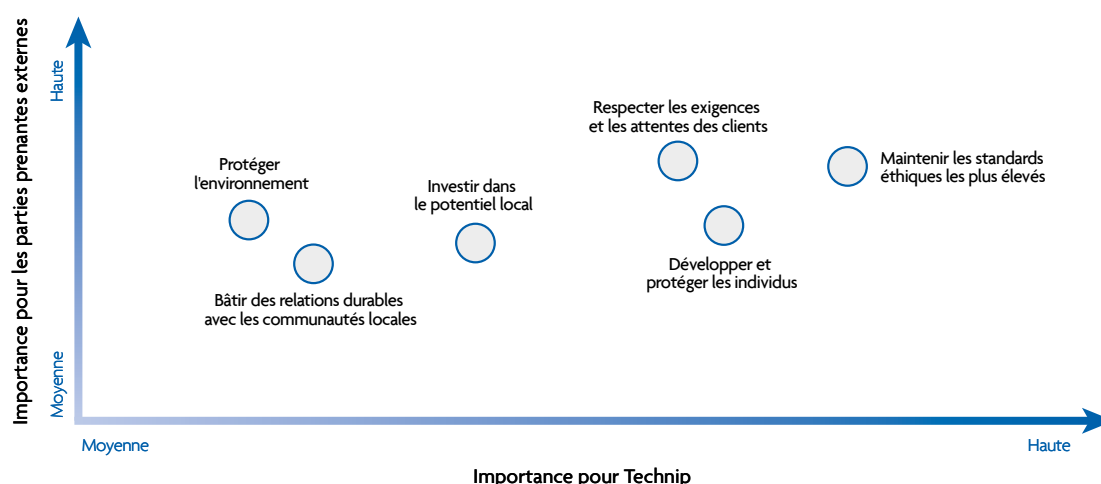 Importance pour les parties prenantes externes
Haute
Moyenne
Respecter les exigences
et les attentes des clients
Maintenir les standards
éthiques les plus élevés
Protéger
l'environnement
Investir dans
le potentiel local
Développer et
protéger les individus
Bâtir des relations durables
avec les communautés locales
Moyenne
Haute
Importance pour Technip